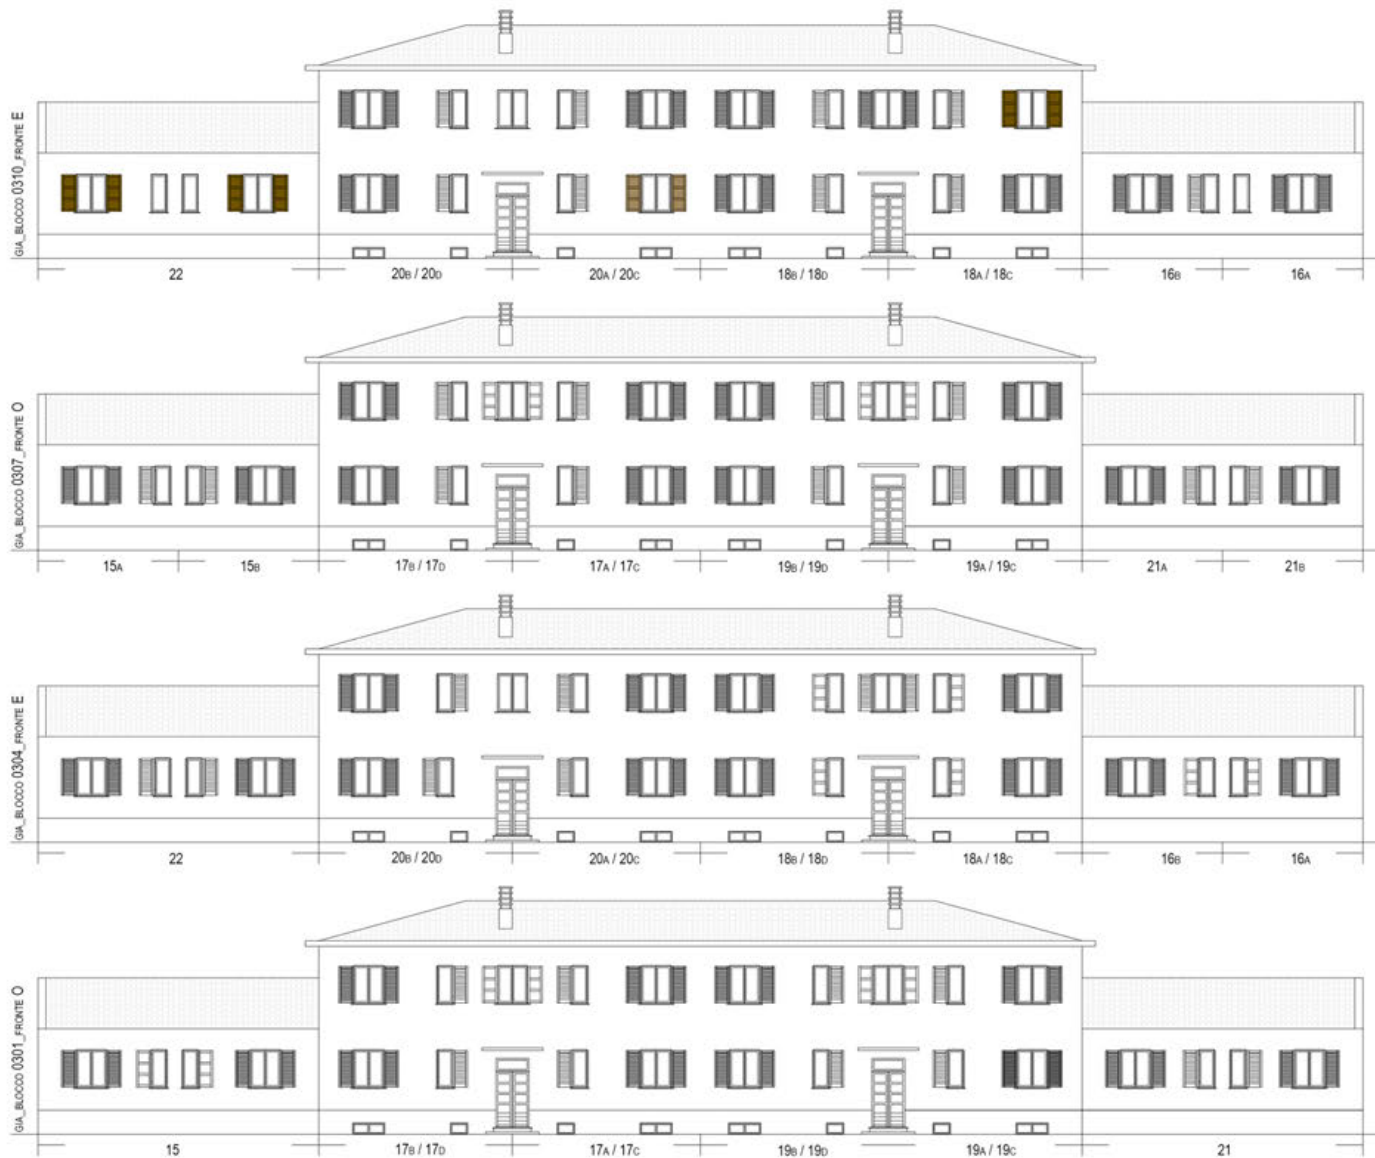 GIA_BLOCCO 0310_FRONTE E
22 20B / 20D 20A / 20C 18B / 18D 18A / 18C 16B 16A
GIA_BLOCCO 0307_FRONTE O
15A 15B 17B / 17D 17A / 17C 19B / 19D 19A / 19C 21A 21B
GIA_BLOCCO 0304_FRONTE E
22 20B / 20D 20A / 20C 18B / 18D 18A / 18C 16B 16A
GIA_BLOCCO 0301_FRONTE O
15 17B / 17D 17A / 17C 19B / 19D 19A / 19C 21